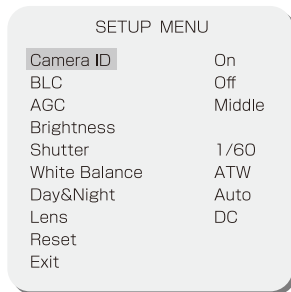 SETUP MENU
Camera ID On
BLC Off
AGC Middle
Brightness
Shutter 1/60
White Balance ATW
Day&Night Auto
Lens DC
Reset
Exit